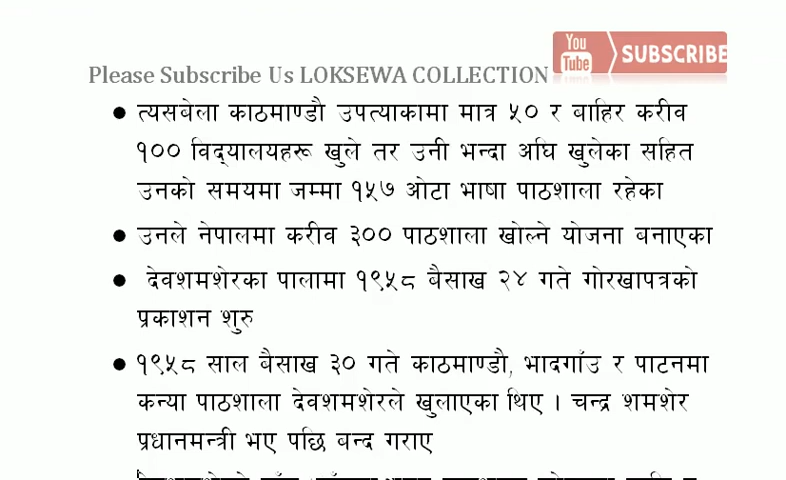 You Tube SUBSCRIBE
Please Subscribe Us LOKSEWA COLLECTION
● त्यसबेला काठमाण्डौ उपत्याकामा मात्र ५० र बाहिर करीव
१०० विद्यालयहरू खुले तर उनी भन्दा अघि खुलेका सहित
उनको समयमा जम्मा १५७ ओटा भाषा पाठशाला रहेका
● उनले नेपालमा करीव ३०० पाठशाला खोल्ने योजना बनाएका
● देवशमशेरका पालामा १९५८ बैसाख २४ गते गोरखापत्रको
प्रकाशन शुरु
● १९५८ साल बैसाख ३० गते काठमाण्डौ, भादगाँउ र पाटनमा
कन्या पाठशाला देवशमशेरले खुलाएका थिए । चन्द्र शमशेर
प्रधानमन्त्री भए पछि बन्द गराए